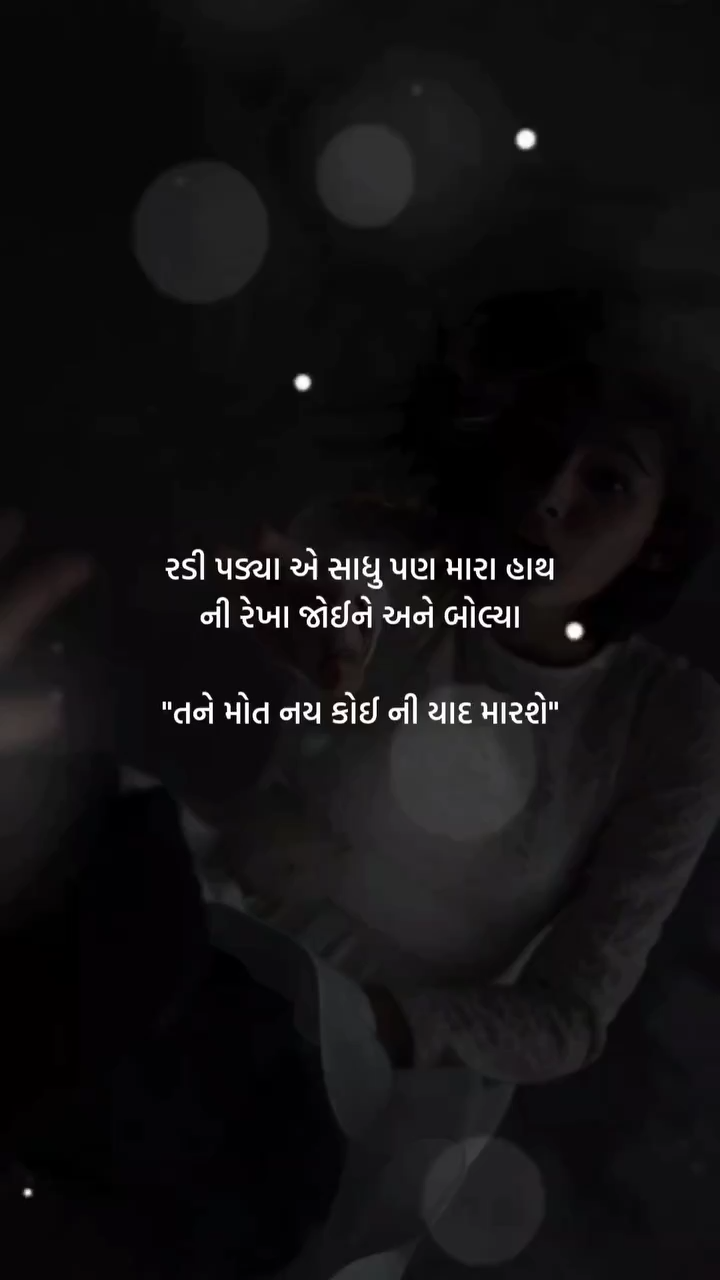 રડી પડ્યા એ સાધુ પણ મારા હાથ
ની રેખા જોઈને અને બોલ્યા
"તને મોત નય કોઈ ની યાદ મારશે"